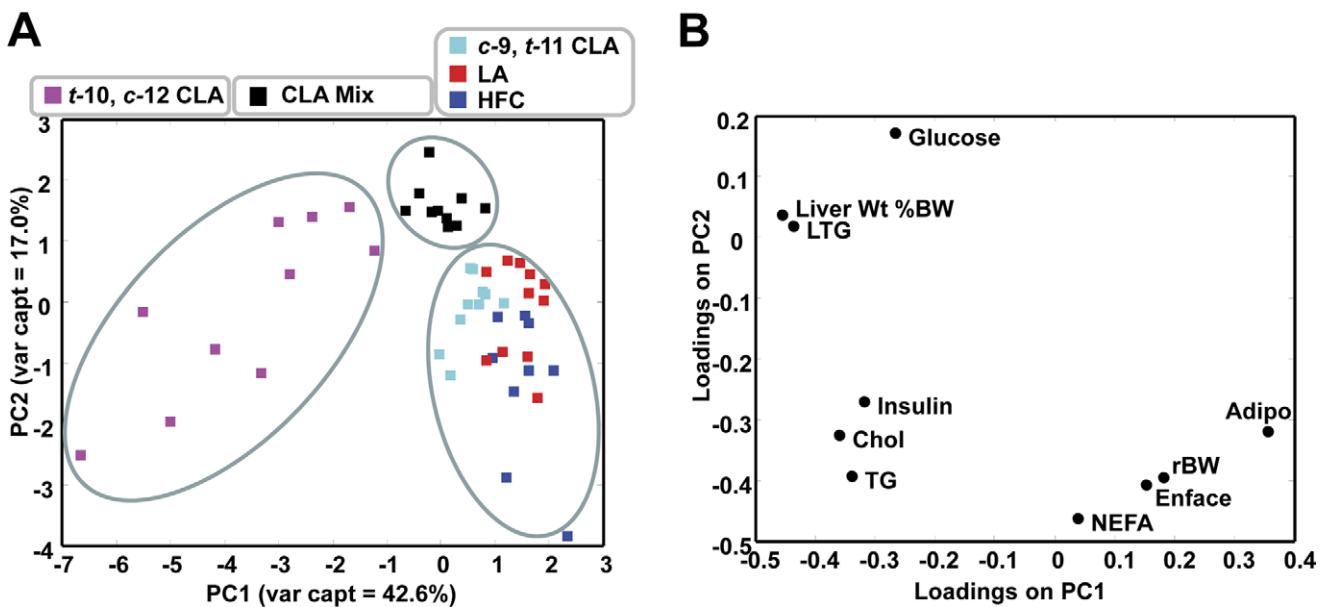 A
c-9, t-11 CLA
LA
HFC
t-10, c-12 CLA
CLA Mix
3
2
1
0
-1
-2
-3
-4
PC2 (var capt = 17.0%)
-7 -6 -5 -4 -3 -2 -1 0 1 2 3
PC1 (var capt = 42.6%)
B
0.2
0.1
0
-0.1
-0.2
-0.3
-0.4
-0.5
Loadings on PC2
Glucose
Liver Wt %BW
LTG
Insulin
Chol
TG
Adipo
rBW
Enface
NEFA
-0.5 -0.4 -0.3 -0.2 -0.1 0 0.1 0.2 0.3 0.4
Loadings on PC1